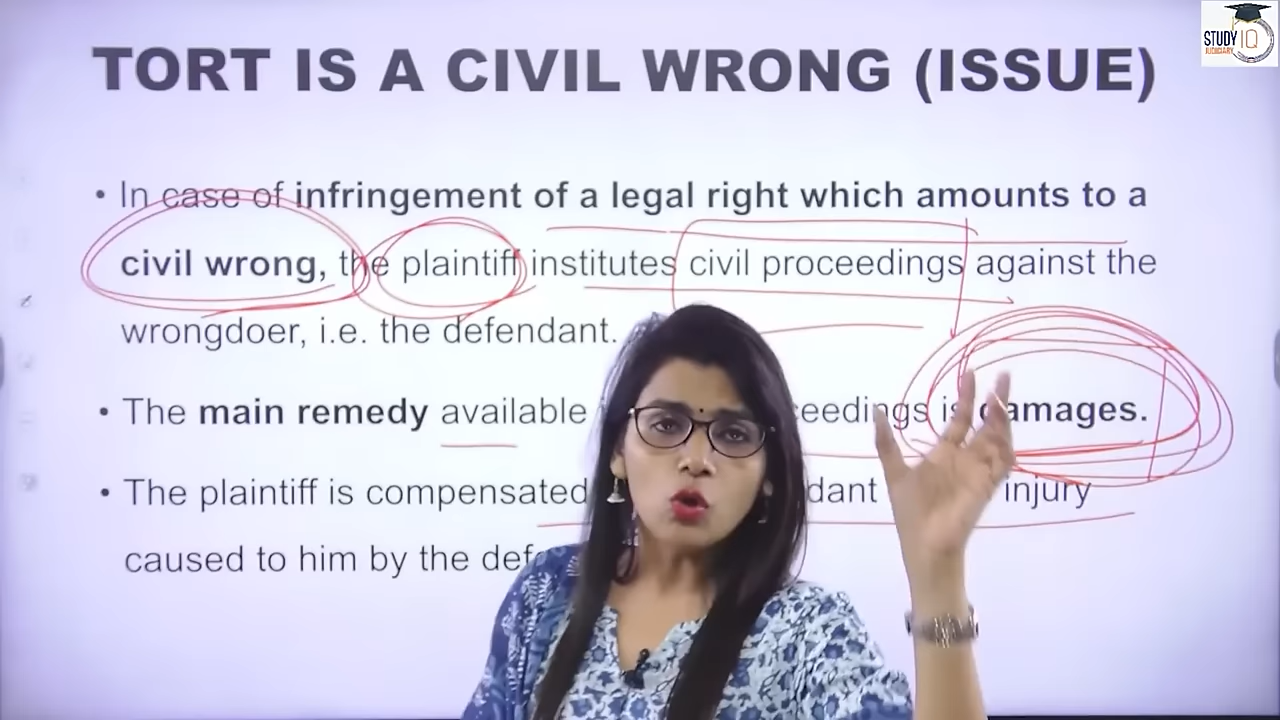 STUDY IQ
JUDICIARY
TORT IS A CIVIL WRONG (ISSUE)
• In case of infringement of a legal right which amounts to a
civil wrong, the plaintiff institutes civil proceedings against the
wrongdoer, i.e. the defendant.
• The main remedy available ceedings is damages.
• The plaintiff is compensated dant injury
caused to him by the def